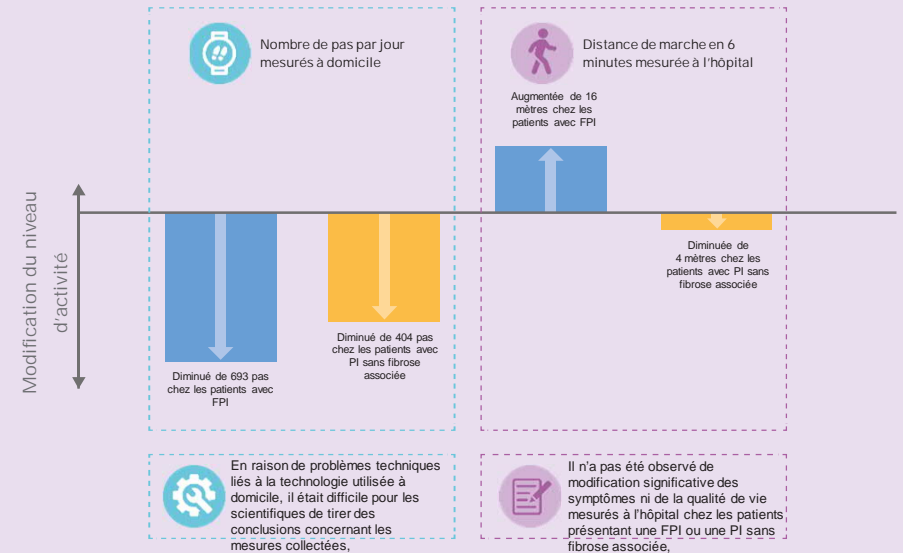 Nombre de pas par jour
mesurés à domicile
Distance de marche en 6
minutes mesurée à l'hôpital
Augmentée de 16
mètres chez les
patients avec FPI
Modification du niveau
d'activité
Diminué de 693 pas
chez les patients avec
FPI
Diminué de 404 pas
chez les patients avec
PI sans fibrose
associée
Diminuée de
4 mètres chez les
patients avec PI sans
fibrose associée
En raison de problèmes techniques
liés à la technologie utilisée à
domicile, il était difficile pour les
scientifiques de tirer des
conclusions concernant les
mesures collectées,
Il n'a pas été observé de
modification significative des
symptômes ni de la qualité de vie
mesurés à l'hôpital chez les patients
présentant une FPI ou une PI sans
fibrose associée,